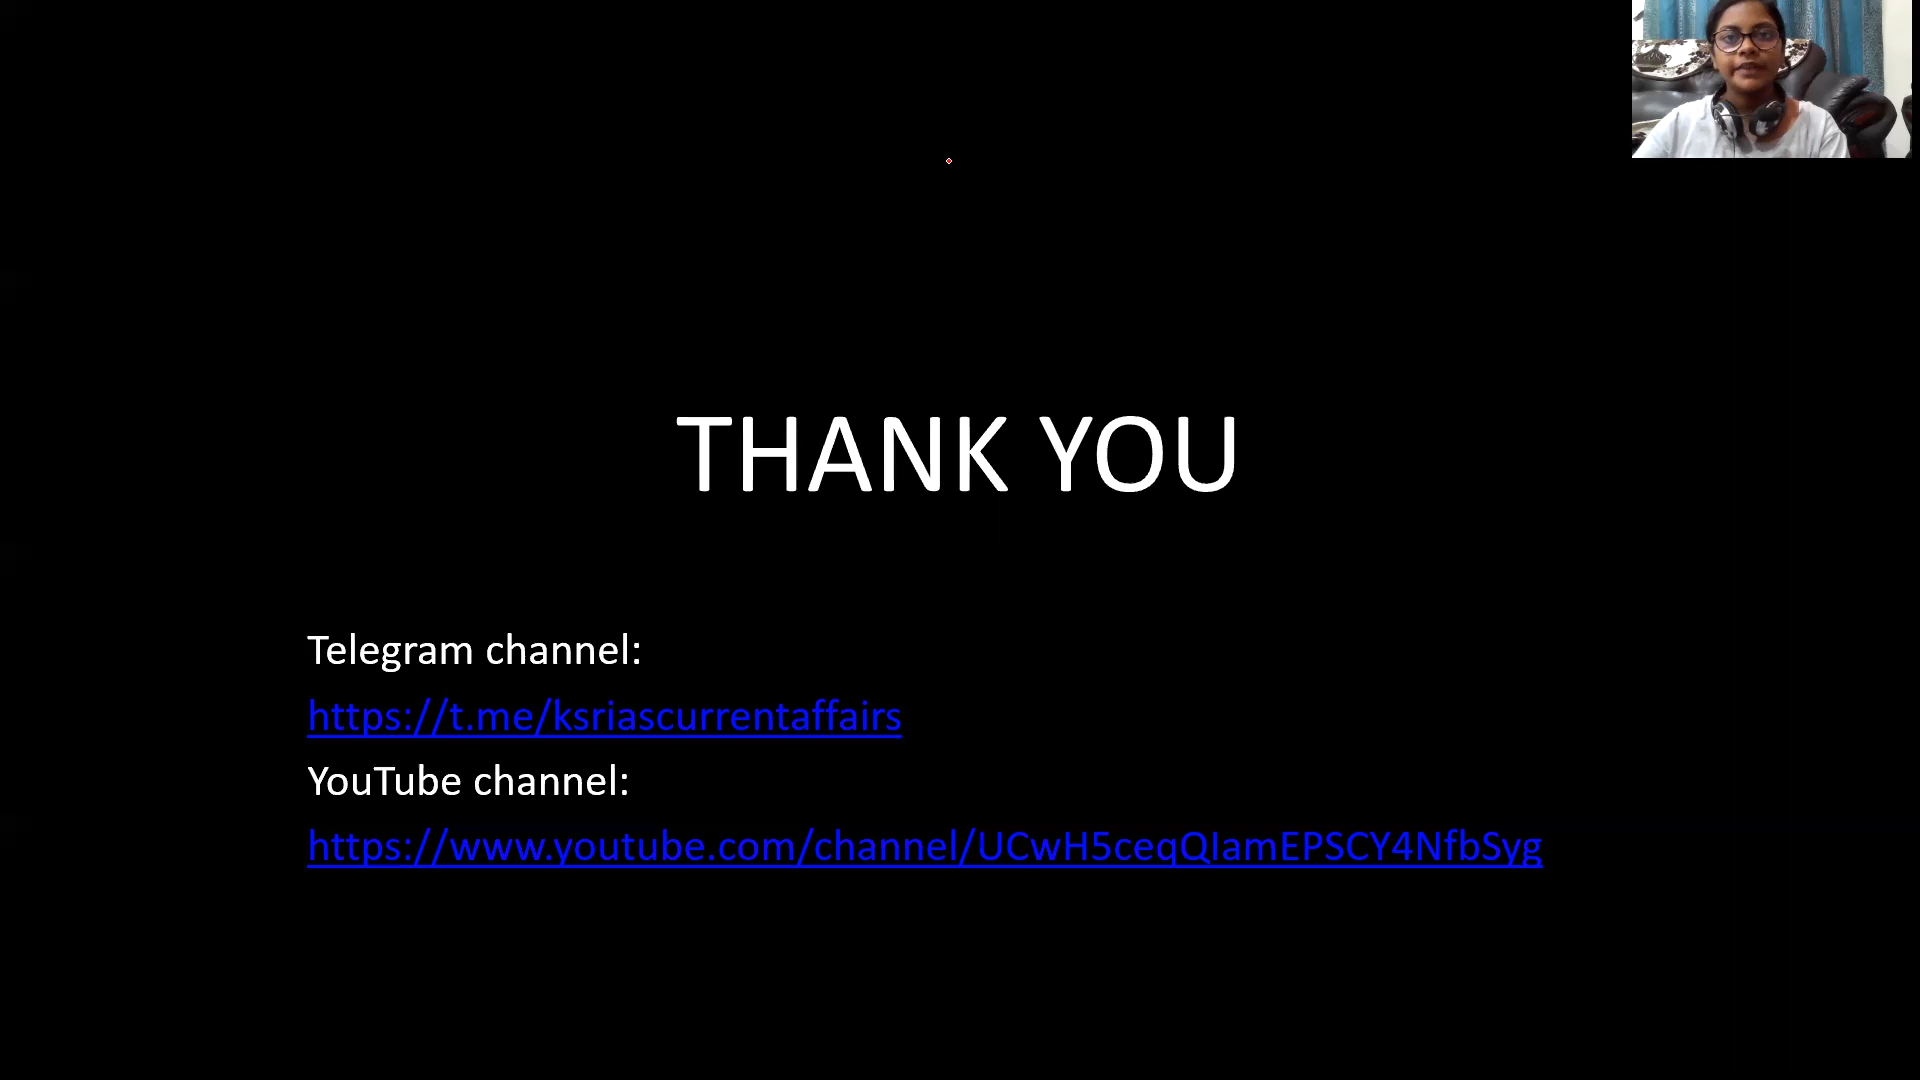 THANK YOU
Telegram channel:
https://t.me/ksriascurrentaffairs
YouTube channel:
https://www.youtube.com/channel/UCwH5ceqQIamEPSCY4NfbSyg